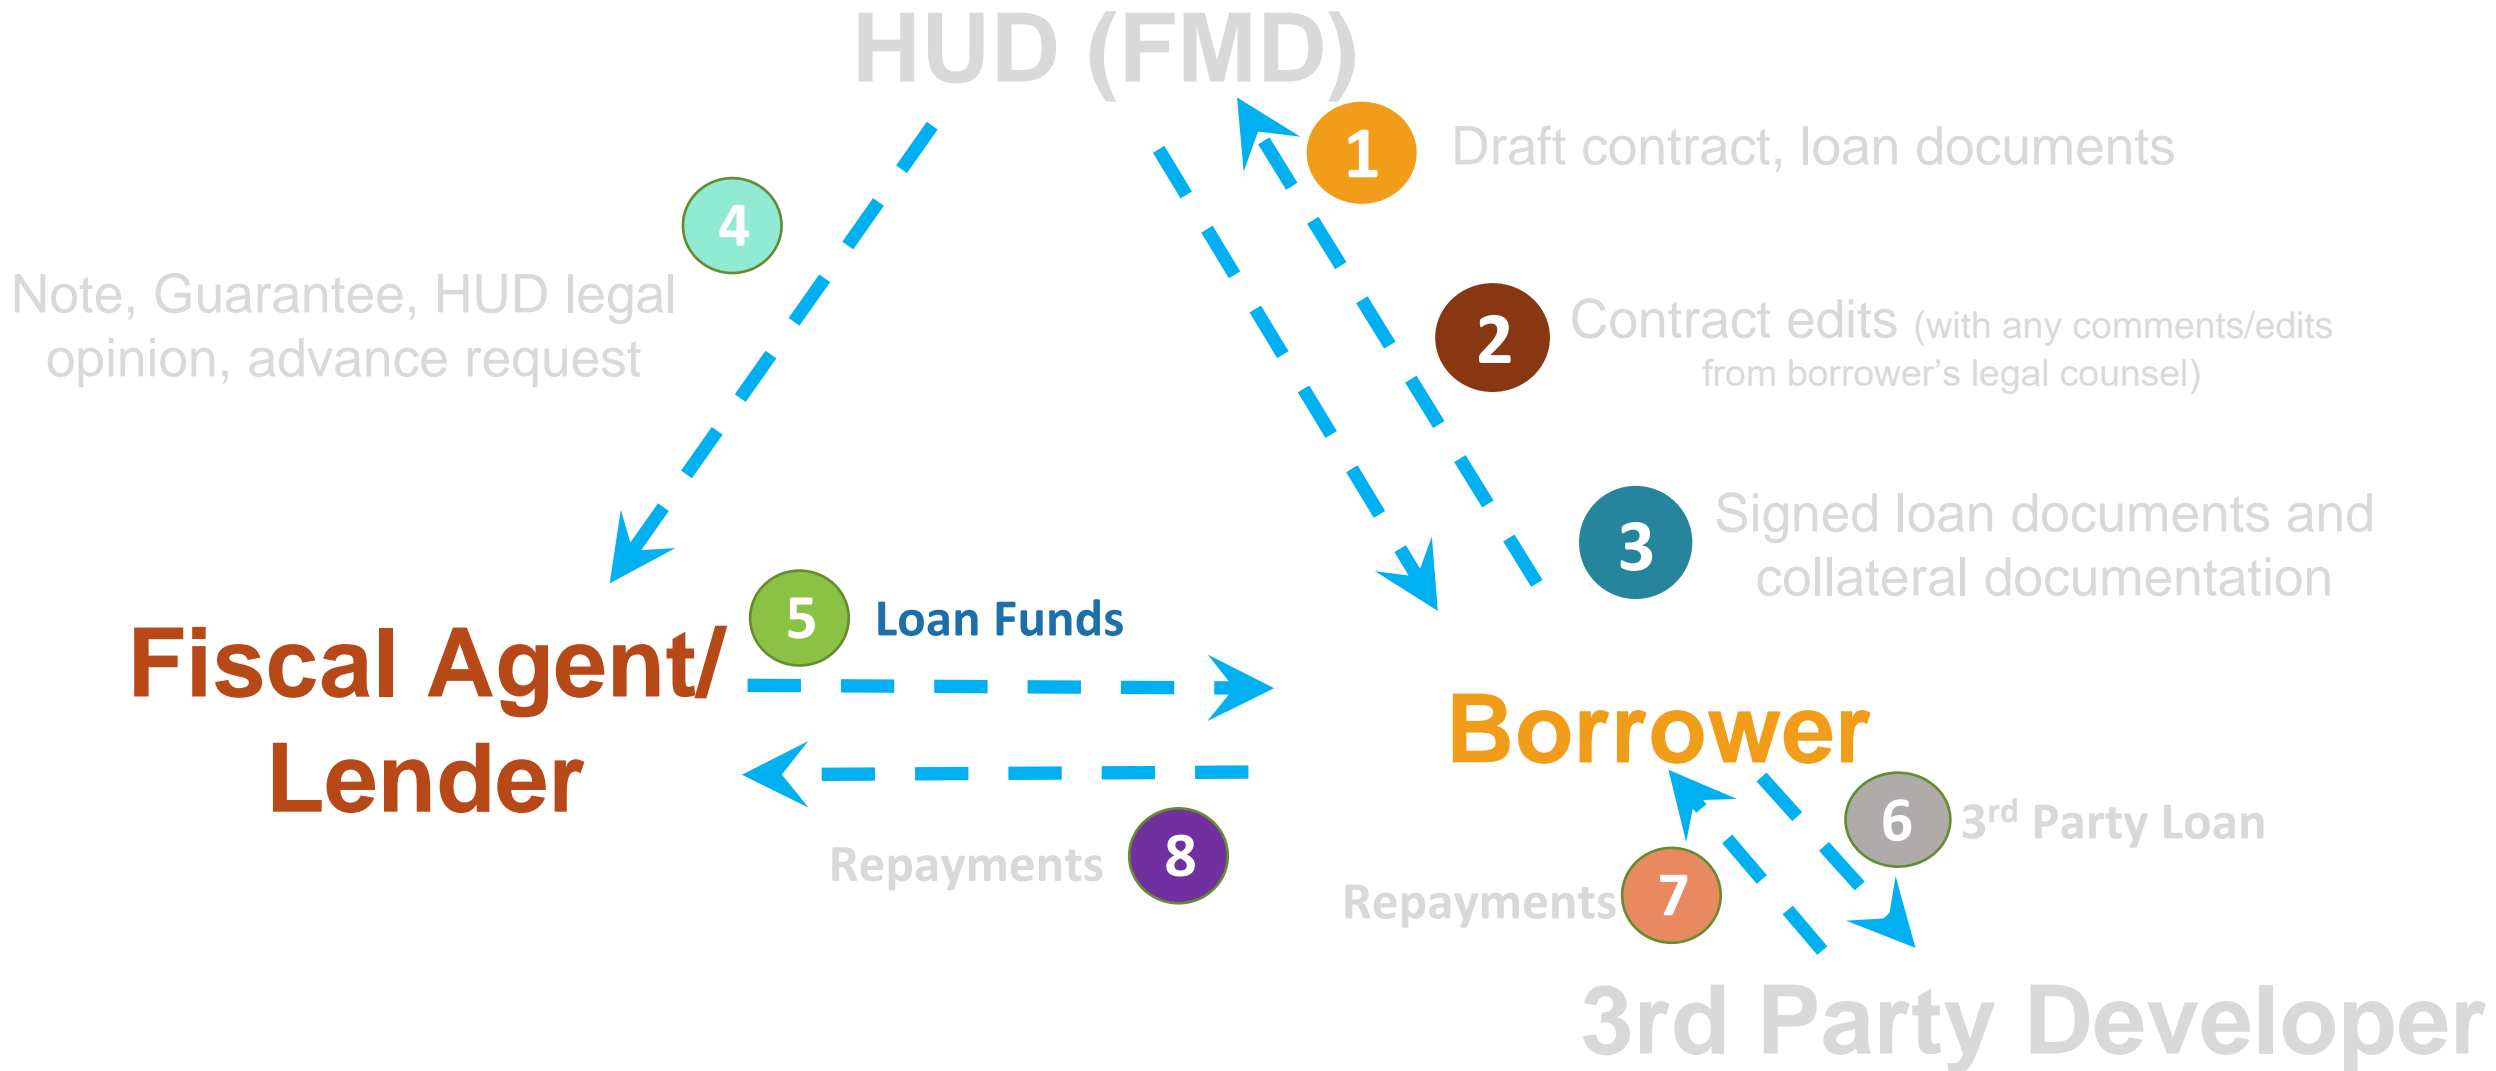 HUD (FMD)
1
Draft contract, loan documents
4
Note, Guarantee, HUD legal
opinion, advance request
2
Contract edits (with any contractual comments/edits
from borrower's legal counsel)
3
Signed loan documents and
collateral documentation
5
Loan Funds
Fiscal Agent/
Lender
Borrower
8
Repayments
6
3rd Party Loan
7
Repayments
3rd Party Developer